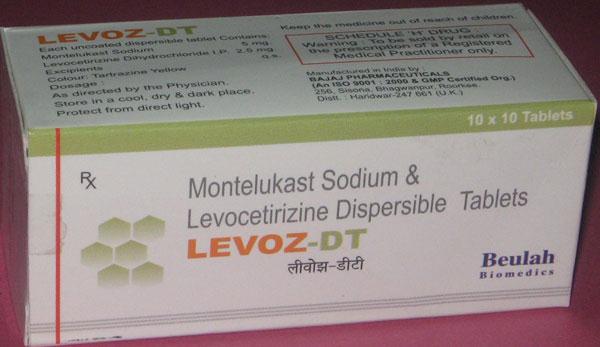 LEVOZ-DT
Each uncoated dispersible tablet Contains:
Montelukast Sodium 5 mg.
Levocetirizine Dihydrochloride I.P. 2.5 mg.
Excipients q.s.
Colour: Tartrazine Yellow
Dosage :
As directed by the Physician.
Store in a cool, dry & dark place.
Protect from direct light.
Keep the medicine out of reach of children.
SCHEDULE 'H' DRUG
Warning : To be sold by retail on
the prescription of a Registered
Medical Practitioner only.
Manufactured in India by :
BAJAJ PHARMACEUTICALS
(An ISO 9001 : 2000 & GMP Certified Org.)
256, Sisona, Bhagwanpur, Roorkee.
Distt. : Haridwar-247 661 (U.K.)
10 x 10 Tablets
Rx
Montelukast Sodium &
Levocetirizine Dispersible Tablets
LEVOZ-DT
लीवोझ-डीटी
Beulah
Biomedics